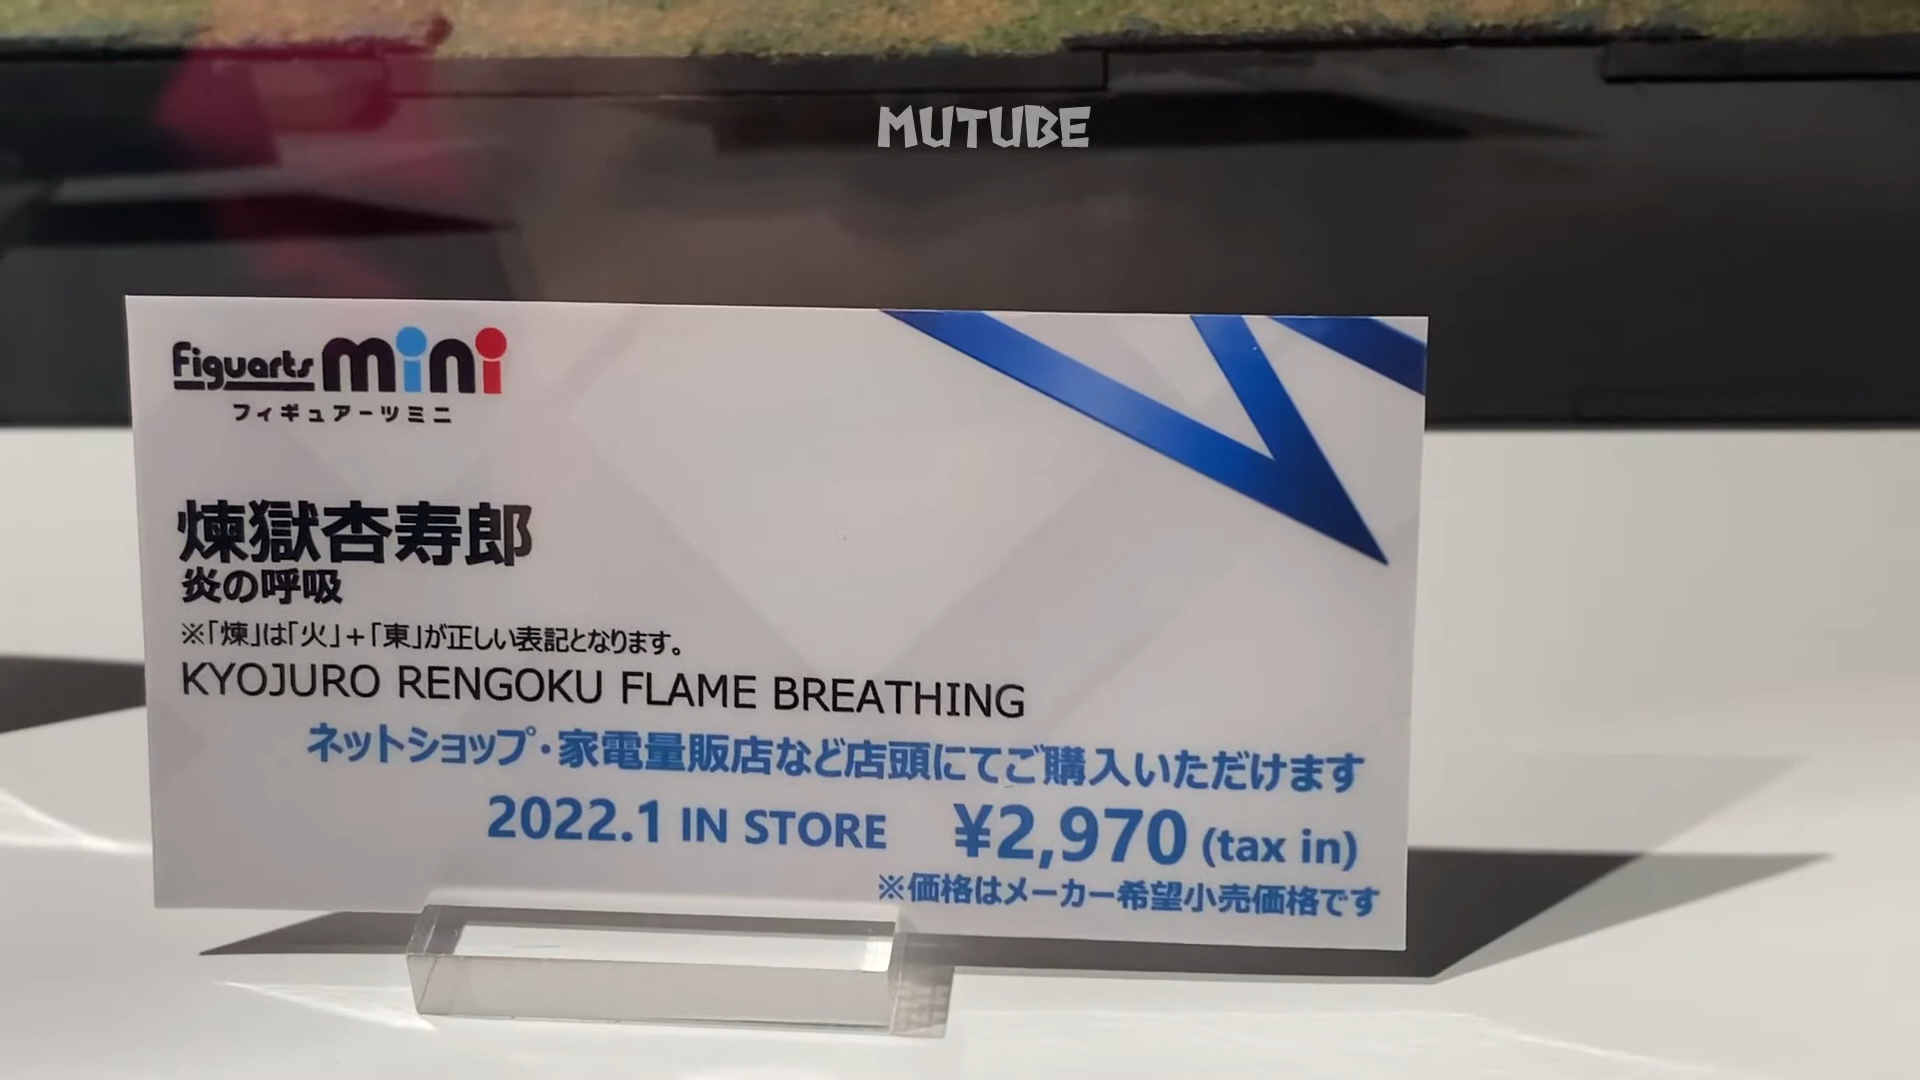 MUTUBE
Figuarts mini
フィギュアーツミニ
煉獄杏寿郎
炎の呼吸
※「煉」は「火」+「東」が正しい表記となります。
KYOJURO RENGOKU FLAME BREATHING
ネットショップ・家電量販店など店頭にてご購入いただけます
2022.1 IN STORE ¥2,970 (tax in)
※価格はメーカー希望小売価格です